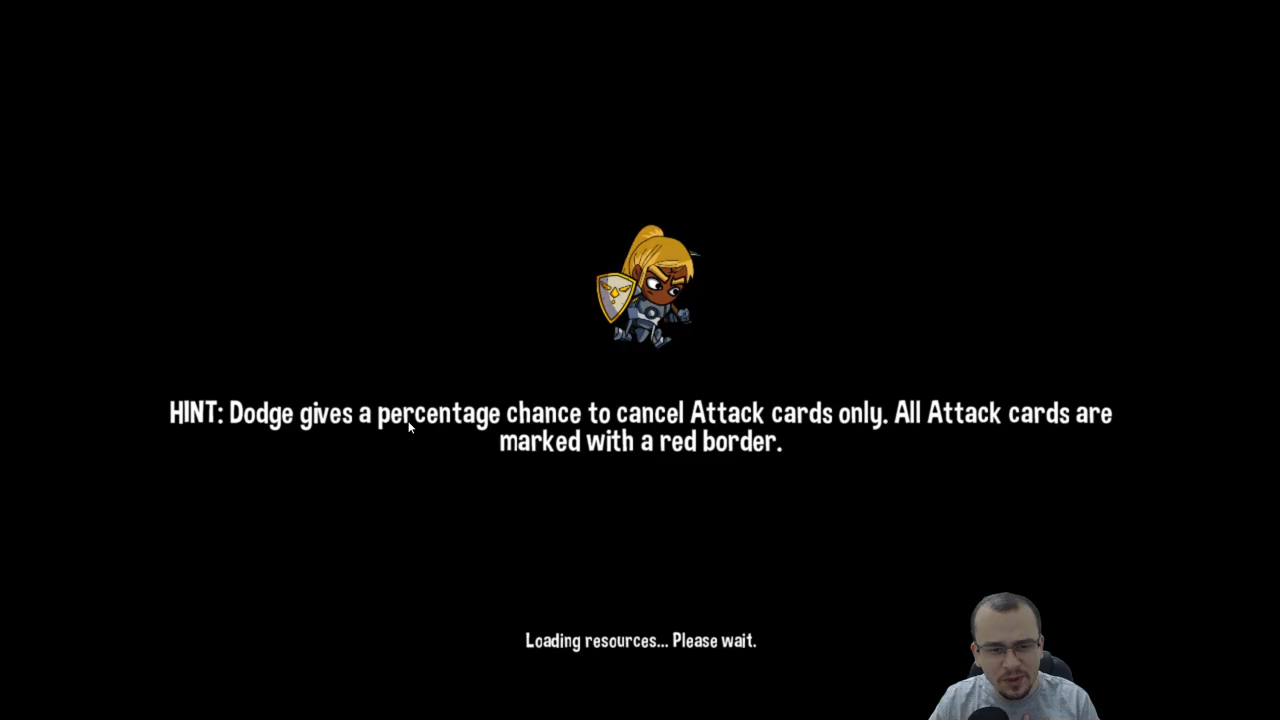 HINT: Dodge gives a percentage chance to cancel Attack cards only. All Attack cards are
marked with a red border.
Loading resources... Please wait.